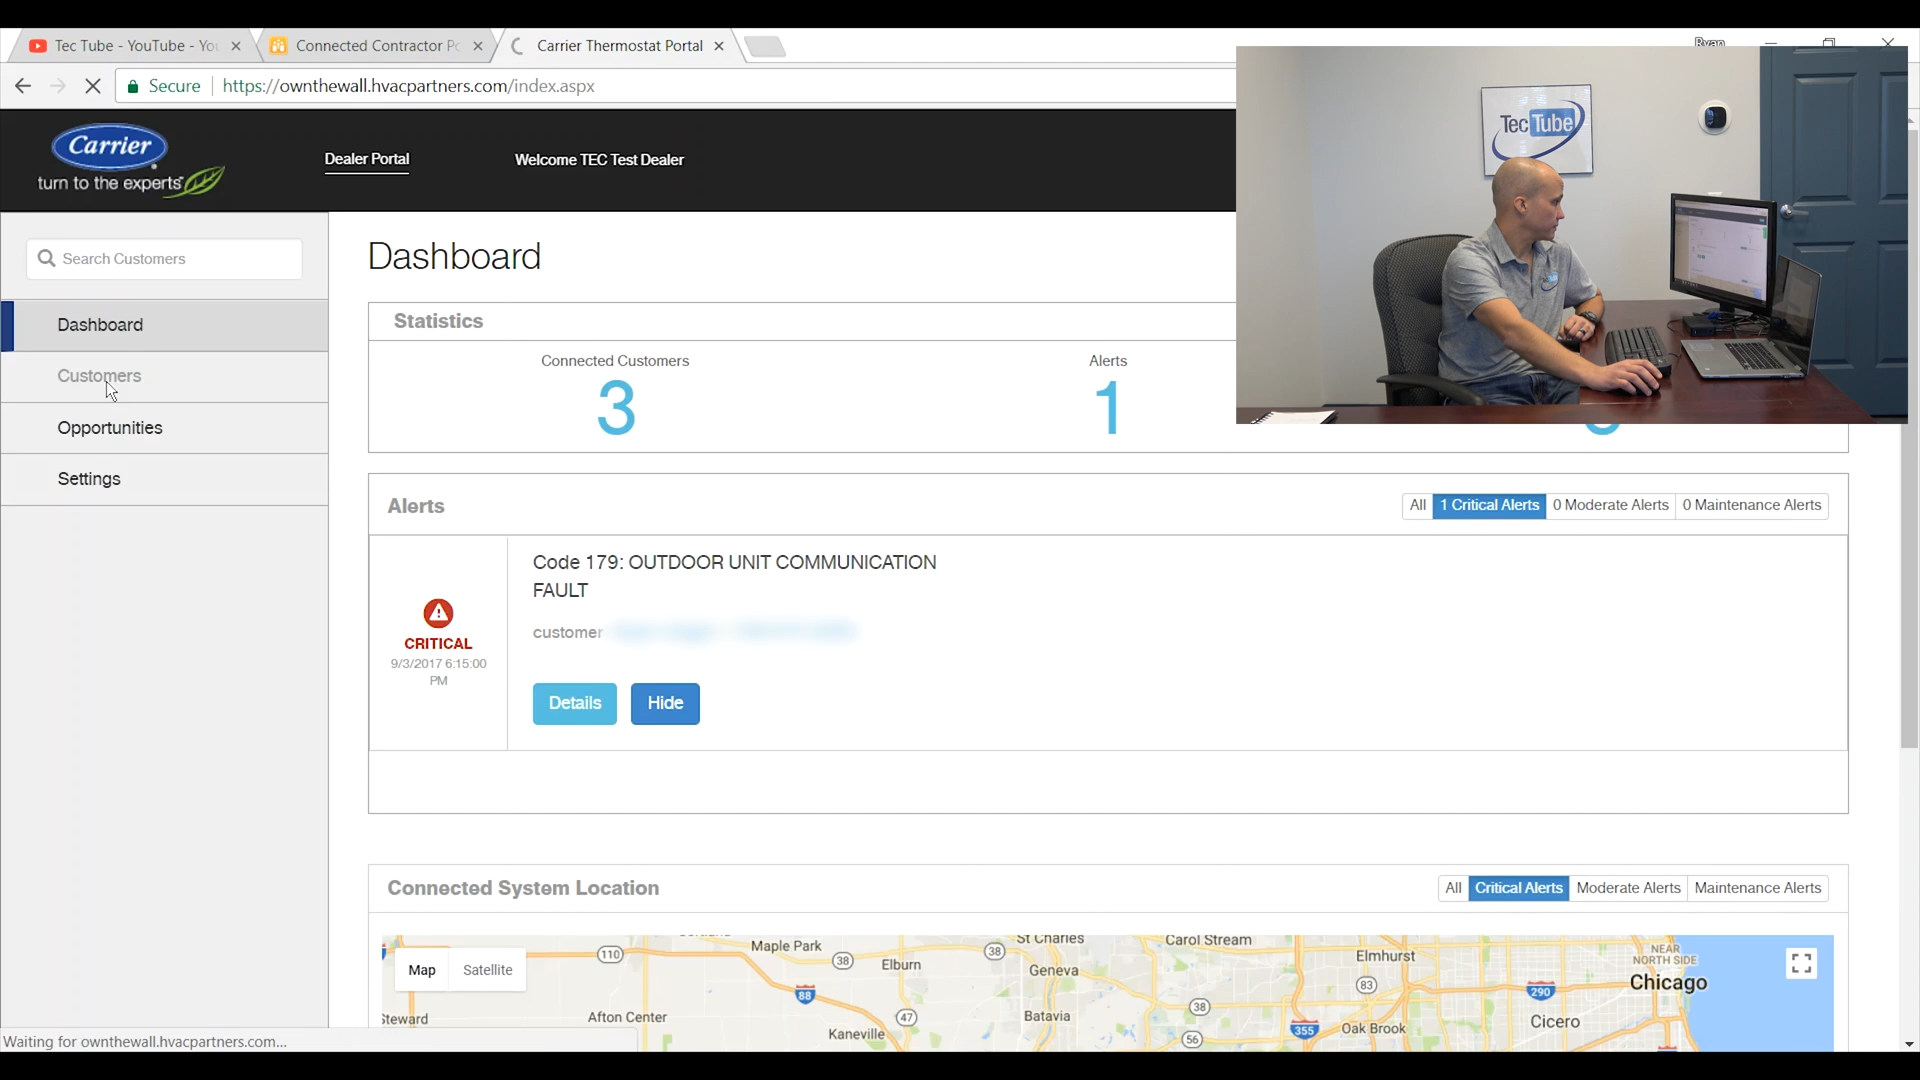 Tec Tube - YouTube - Yo
Connected Contractor P
Carrier Thermostat Portal
Ryan
Secure
https://ownthewall.hvacpartners.com/index.aspx
Carrier
turn to the experts
Dealer Portal
Welcome TEC Test Dealer
TecTube
Search Customers
Dashboard
Customers
Opportunities
Settings
Dashboard
Statistics
Connected Customers
3
Alerts
1
Alerts
All
1 Critical Alerts
0 Moderate Alerts
0 Maintenance Alerts
CRITICAL
9/3/2017 6:15:00
PM
Code 179: OUTDOOR UNIT COMMUNICATION
FAULT
customer
Details
Hide
Connected System Location
All
Critical Alerts
Moderate Alerts
Maintenance Alerts
Map
Satellite
110
Maple Park
38
Elburn
38
St Charles
Geneva
Carol Stream
Elmhurst
83
NEAR
NORTH SIDE
Chicago
88
290
Steward
Afton Center
47
Kaneville
Batavia
38
56
355
Oak Brook
Cicero
Waiting for ownthewall.hvacpartners.com...